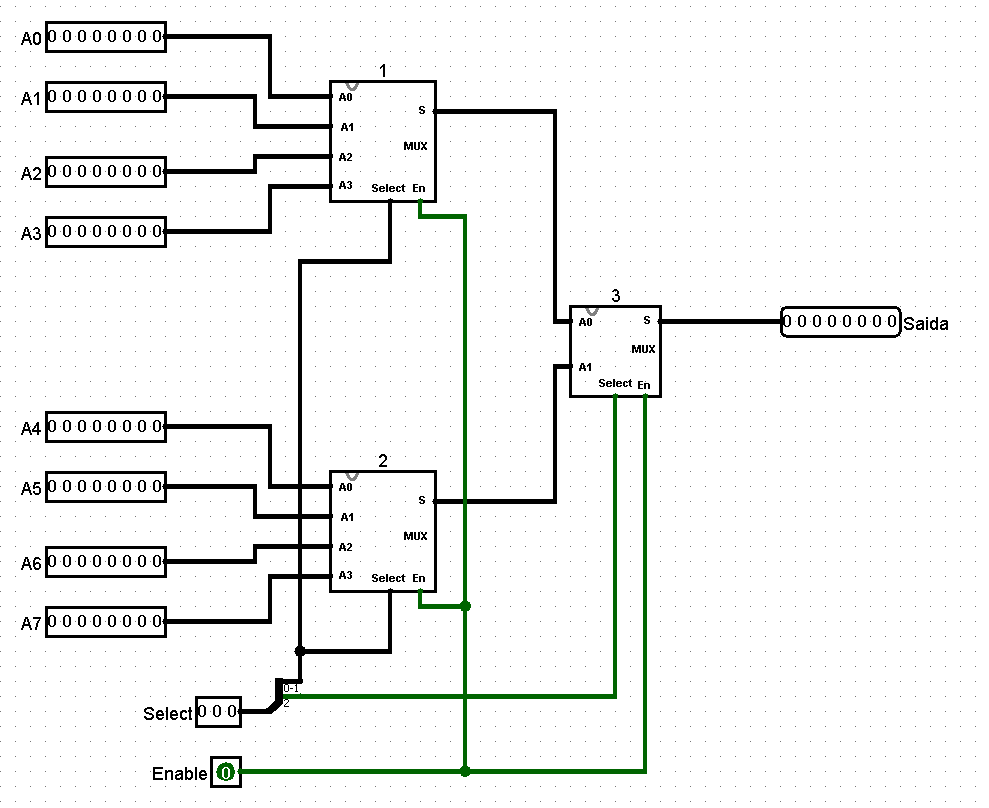 A0 0 0 0 0 0 0 0 0
A1 0 0 0 0 0 0 0 0
A2 0 0 0 0 0 0 0 0
A3 0 0 0 0 0 0 0 0
1
A0
S
A1
MUX
A2
A3 Select En
3
A0 S
MUX
A1
Select En
0 0 0 0 0 0 0 0 Saida
A4 0 0 0 0 0 0 0 0
A5 0 0 0 0 0 0 0 0
A6 0 0 0 0 0 0 0 0
A7 0 0 0 0 0 0 0 0
2
A0
S
A1
MUX
A2
A3 Select En
0-1
2
Select 0 0 0
Enable 0